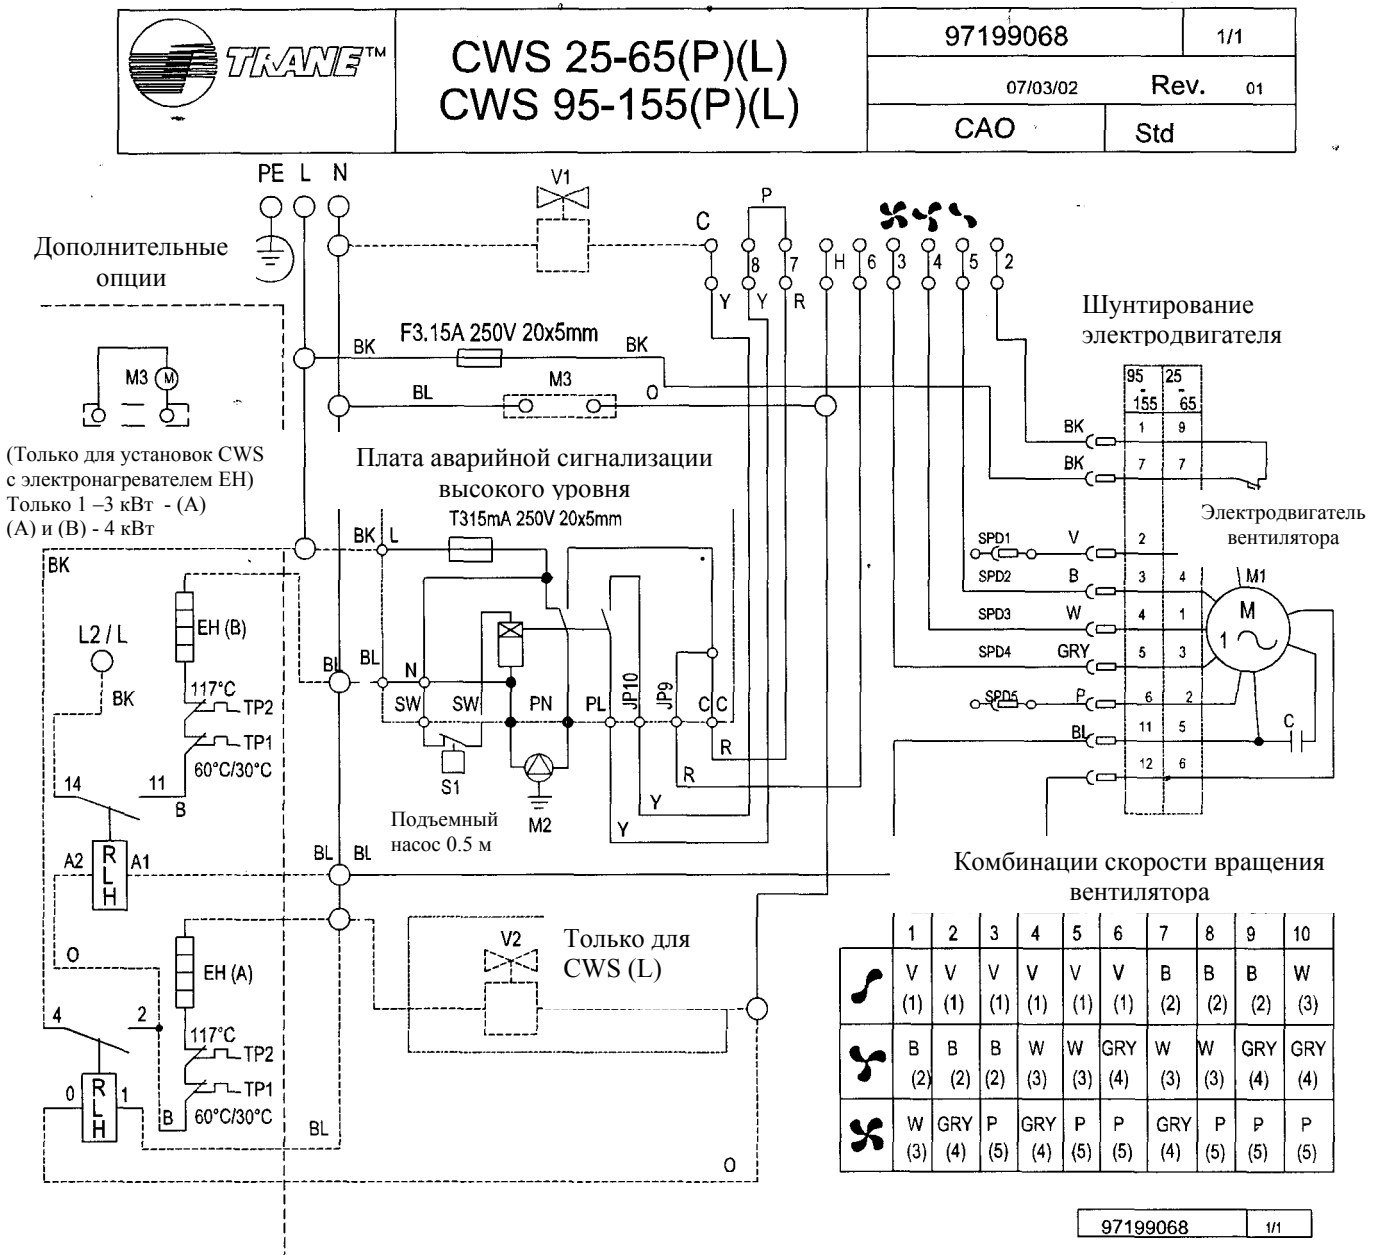 TRANE™
CWS 25-65(P)(L)
CWS 95-155(P)(L)
97199068 1/1
07/03/02 Rev. 01
CAO Std
PE L N
V1
P
C
8 7 H 6 3 4 5 2
Y Y R
Дополнительные
опции
M3 M
(Только для установок CWS
с электронагревателем EH)
Только 1 –3 кВт - (A)
(A) и (B) - 4 кВт
F3.15A 250V 20x5mm
BK BK
BL M3 O
Плата аварийной сигнализации
высокого уровня
T315mA 250V 20x5mm
BK L
BL BL N
SW SW PN PL JP10 JP9 C C
S1
M2
R
R
Y
Y
Подъемный
насос 0.5 м
Шунтирование
электродвигателя
95 25
- -
155 65
BK 1 9
BK 7 7
Электродвигатель
вентилятора
SPD1 V 2
SPD2 B 3 4 M1
SPD3 W 4 1 M
1
SPD4 GRY 5 3
SPD5 P 6 2
BL 11 5 C
12 6
BK
L2 / L
BK
EH (B)
117°C
TP2
TP1
60°C/30°C
14 11
B
A2 RLH A1
BL BL
O
EH (A)
4 2
117°C
TP2
TP1
60°C/30°C
0 RLH 1
B
BL
V2
Только для
CWS (L)
O
Комбинации скорости вращения
вентилятора
1 2 3 4 5 6 7 8 9 10
V V V V V V B B B W
(1) (1) (1) (1) (1) (1) (2) (2) (2) (3)
B B B W W GRY W W GRY GRY
(2) (2) (2) (3) (3) (4) (3) (3) (4) (4)
W GRY P GRY P P GRY P P P
(3) (4) (5) (4) (5) (5) (4) (5) (5) (5)
97199068 1/1